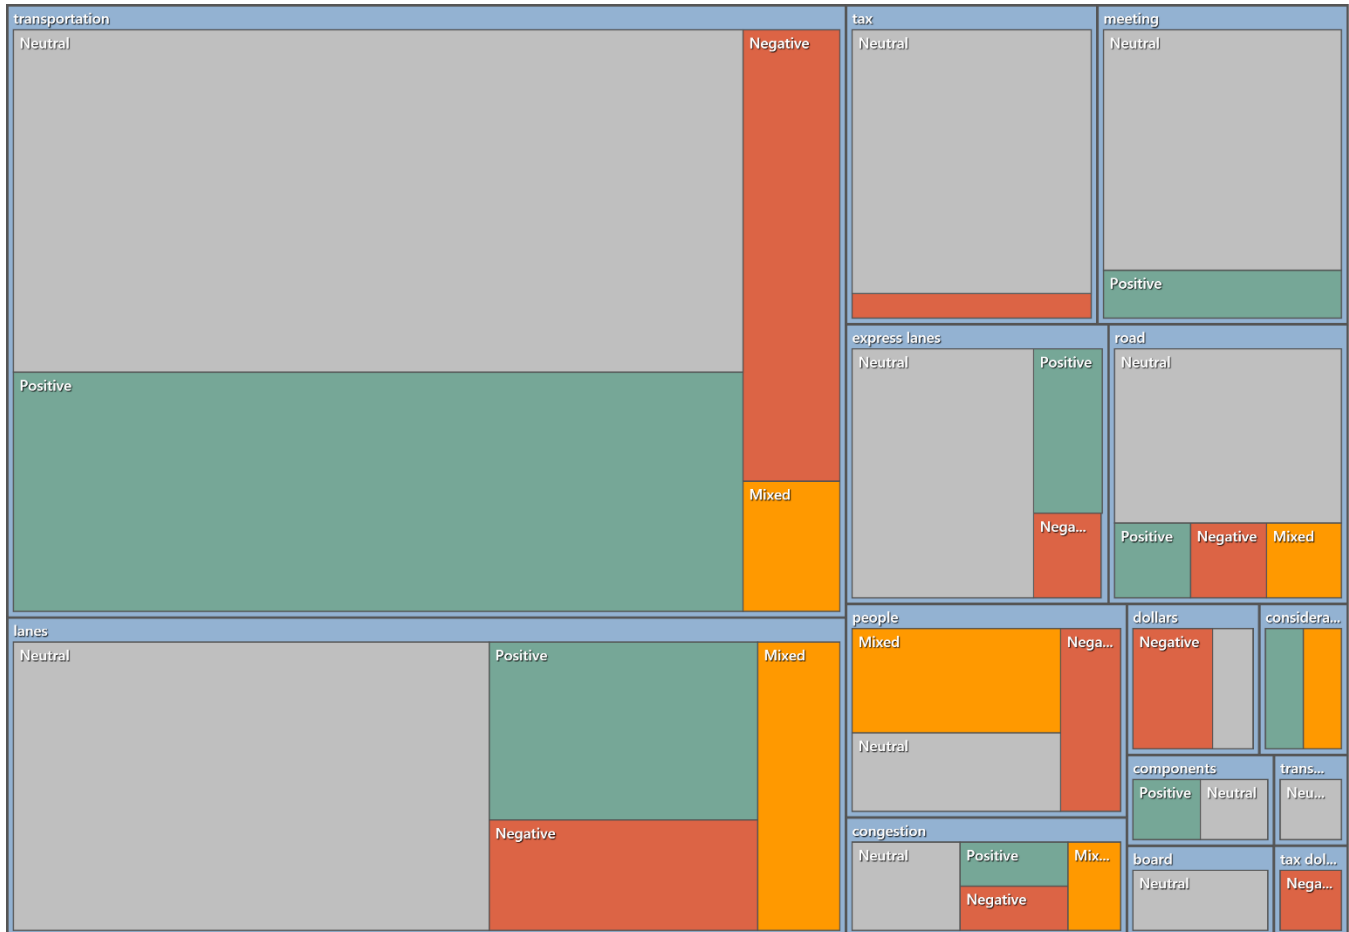 transportation
Neutral
Negative
Positive
Mixed
lanes
Neutral
Positive
Mixed
Negative
tax
Neutral
meeting
Neutral
Positive
express lanes
Neutral
Positive
Nega...
road
Neutral
Positive
Negative
Mixed
people
Mixed
Nega...
Neutral
dollars
Negative
considera...
congestion
Neutral
Positive
Mix...
Negative
components
Positive
Neutral
trans...
Neu...
board
Neutral
tax dol...
Nega...